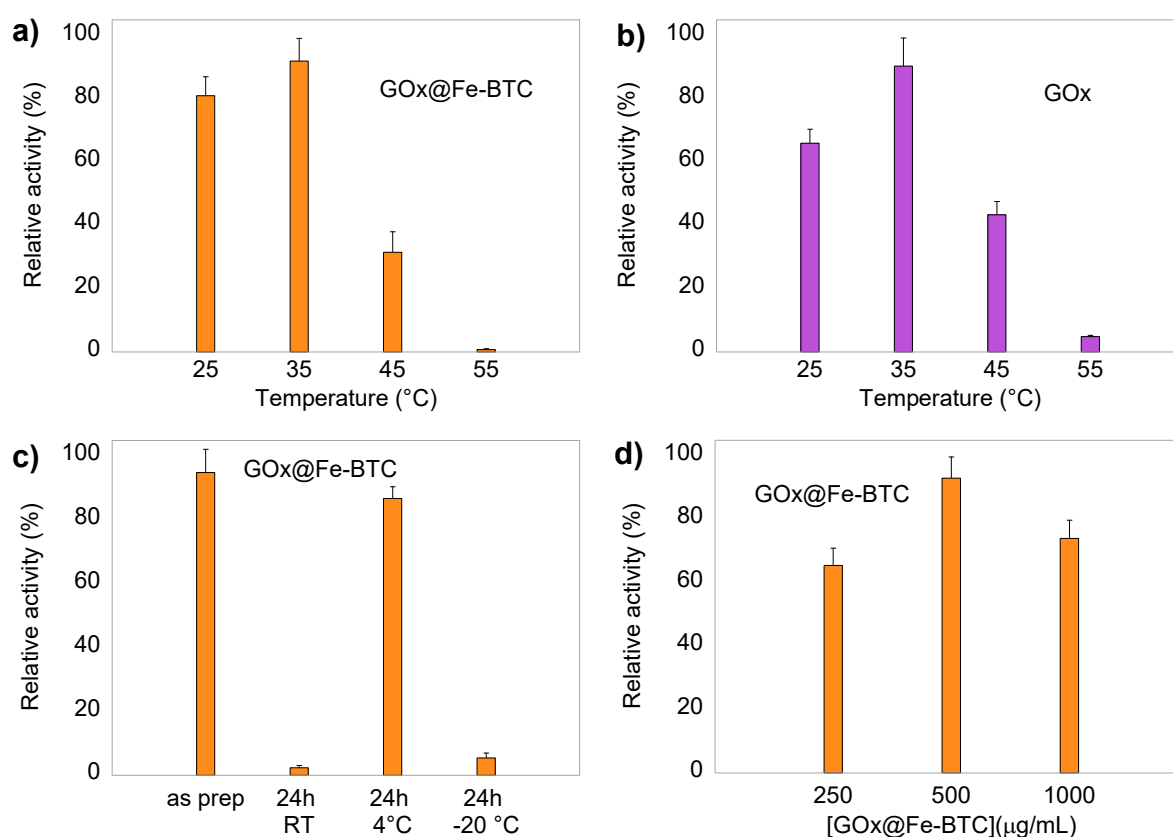 a)
100
80
60
40
20
0
Relative activity (%)
GOx@Fe-BTC
25 35 45 55
Temperature (°C)
b)
100
80
60
40
20
0
Relative activity (%)
GOx
25 35 45 55
Temperature (°C)
c)
100
80
60
40
20
0
Relative activity (%)
GOx@Fe-BTC
as prep 24h 24h 24h
RT 4°C -20 °C
d)
100
80
60
40
20
0
Relative activity (%)
GOx@Fe-BTC
250 500 1000
[GOx@Fe-BTC](μg/mL)